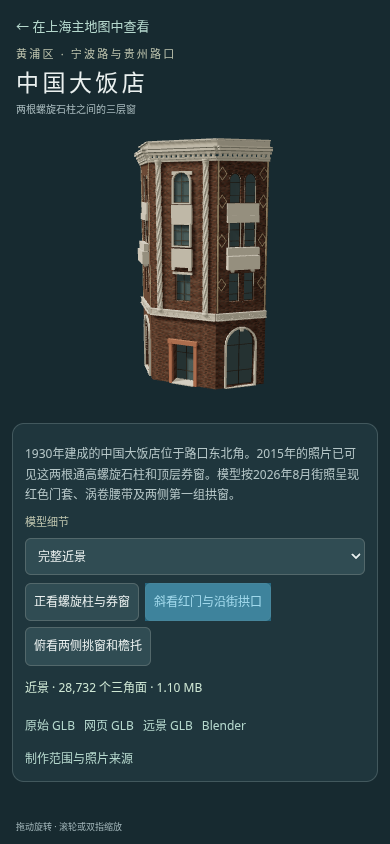 ← 在上海主地图中查看
黄浦区 · 宁波路与贵州路口
中国大饭店
两根螺旋石柱之间的三层窗
1930年建成的中国大饭店位于路口东北角。2015年的照片已可
见这两根通高螺旋石柱和顶层券窗。模型按2026年8月街照呈现
红色门套、涡卷腰带及两侧第一组拱窗。
模型细节
完整近景
正看螺旋柱与券窗
斜看红门与沿街拱口
俯看两侧挑窗和檐托
近景 · 28,732 个三角面 · 1.10 MB
原始 GLB 网页 GLB 远景 GLB Blender
制作范围与照片来源
拖动旋转 · 滚轮或双指缩放